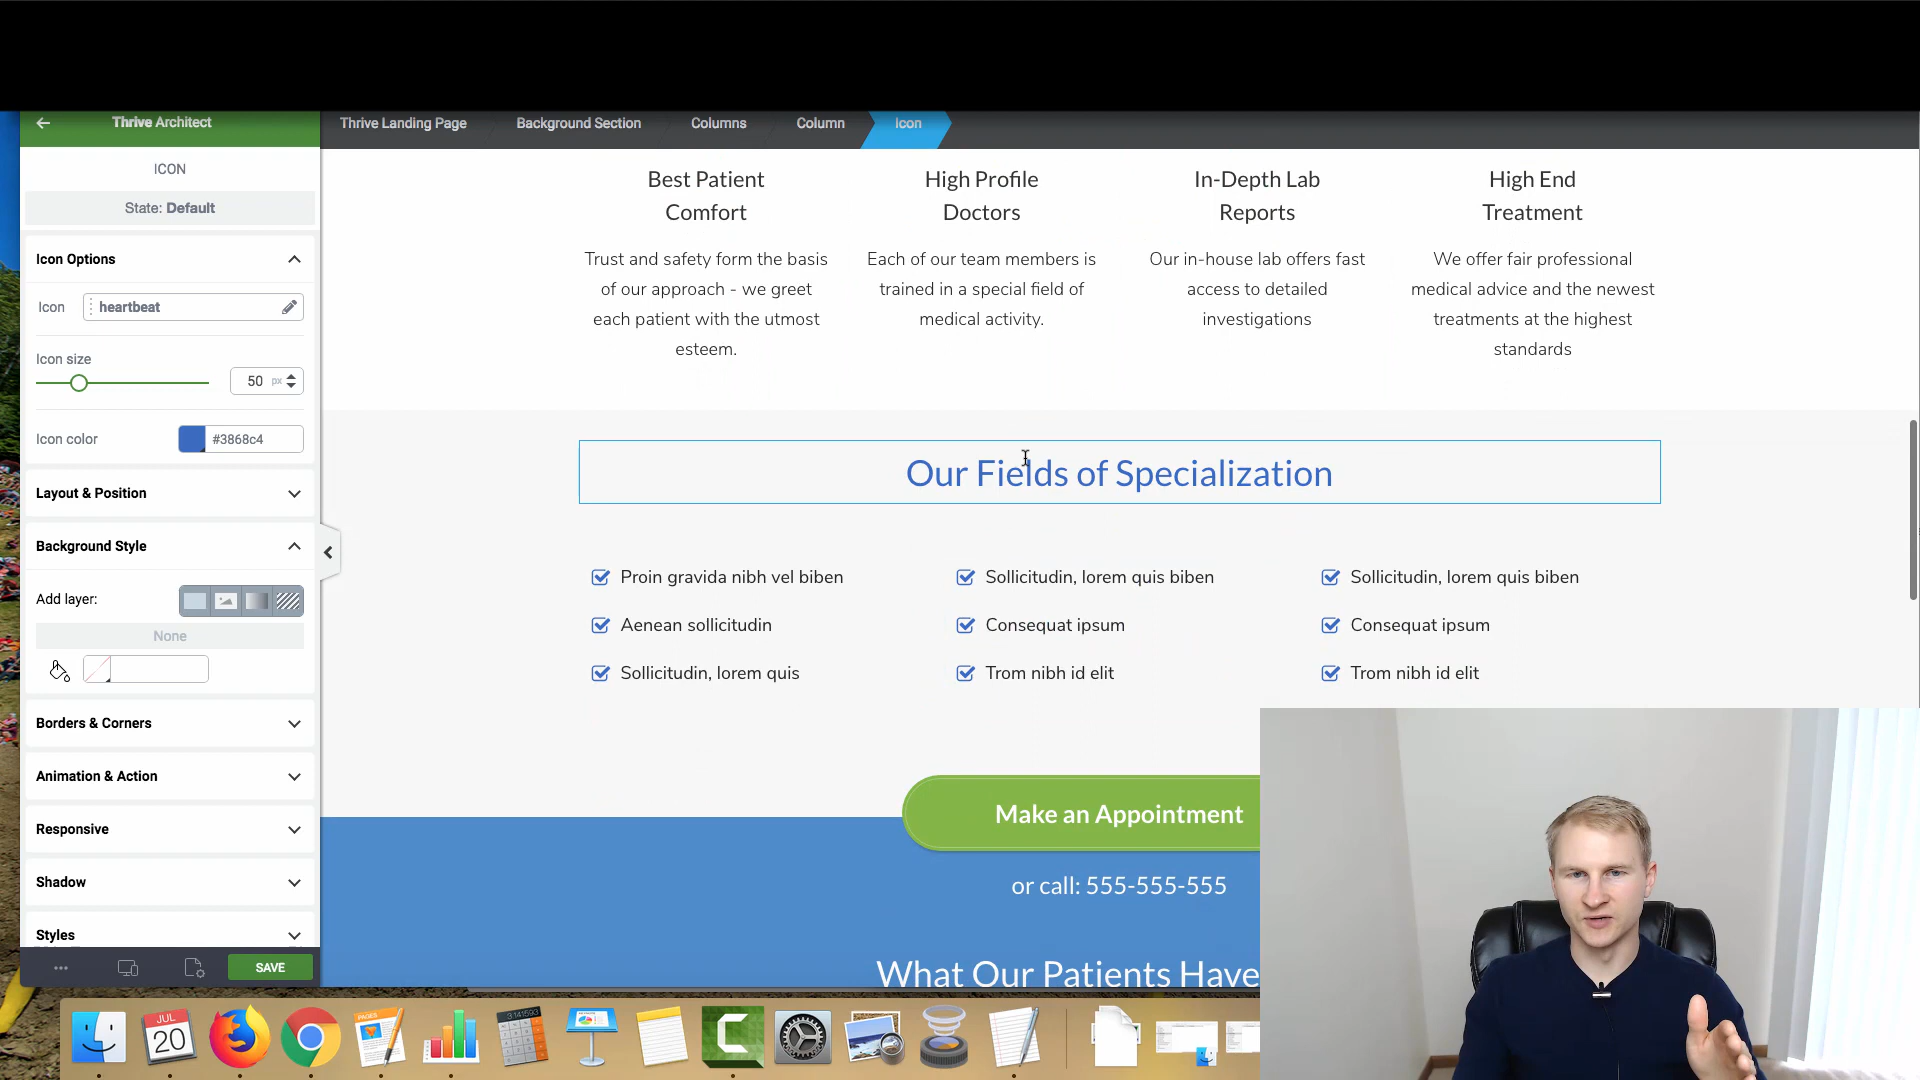 Thrive Architect
Thrive Landing Page
Background Section
Columns
Column
Icon
ICON
State: Default
Icon Options
Icon
heartbeat
Icon size
50 px
Icon color
#3868c4
Layout & Position
Background Style
Add layer:
None
Borders & Corners
Animation & Action
Responsive
Shadow
Styles
SAVE
Best Patient
Comfort
Trust and safety form the basis
of our approach - we greet
each patient with the utmost
esteem.
High Profile
Doctors
Each of our team members is
trained in a special field of
medical activity.
In-Depth Lab
Reports
Our in-house lab offers fast
access to detailed
investigations
High End
Treatment
We offer fair professional
medical advice and the newest
treatments at the highest
standards
Our Fields of Specialization
Proin gravida nibh vel biben
Aenean sollicitudin
Sollicitudin, lorem quis
Sollicitudin, lorem quis biben
Consequat ipsum
Trom nibh id elit
Sollicitudin, lorem quis biben
Consequat ipsum
Trom nibh id elit
Make an Appointment
or call: 555-555-555
What Our Patients Have
JUL
20
PAGES
3.141593